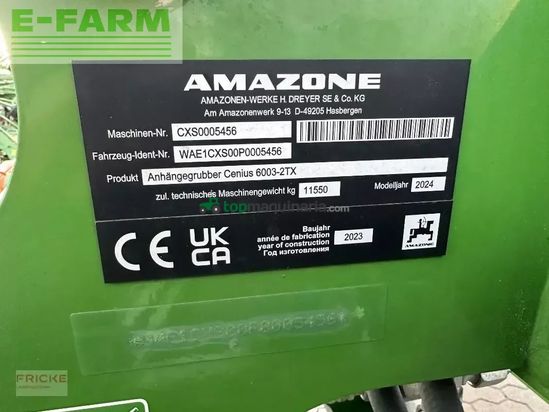 E-FARM
AMAZONE
AMAZONEN-WERKE H. DREYER SE & Co. KG
Am Amazonenwerk 9-13 D-49205 Hasbergen
Maschinen-Nr. CXS0005456
Fahrzeug-Ident-Nr. WAE1CXS00P0005456
Produkt Anhängegrubber Cenius 6003-2TX
zul. technisches Maschinengewicht kg 11550 Modelljahr 2024
topmaquinaria.com
CE UK CA
Baujahr
année de fabrication
year of construction
Год изготовления
2023
AMAZONE
FRICKE